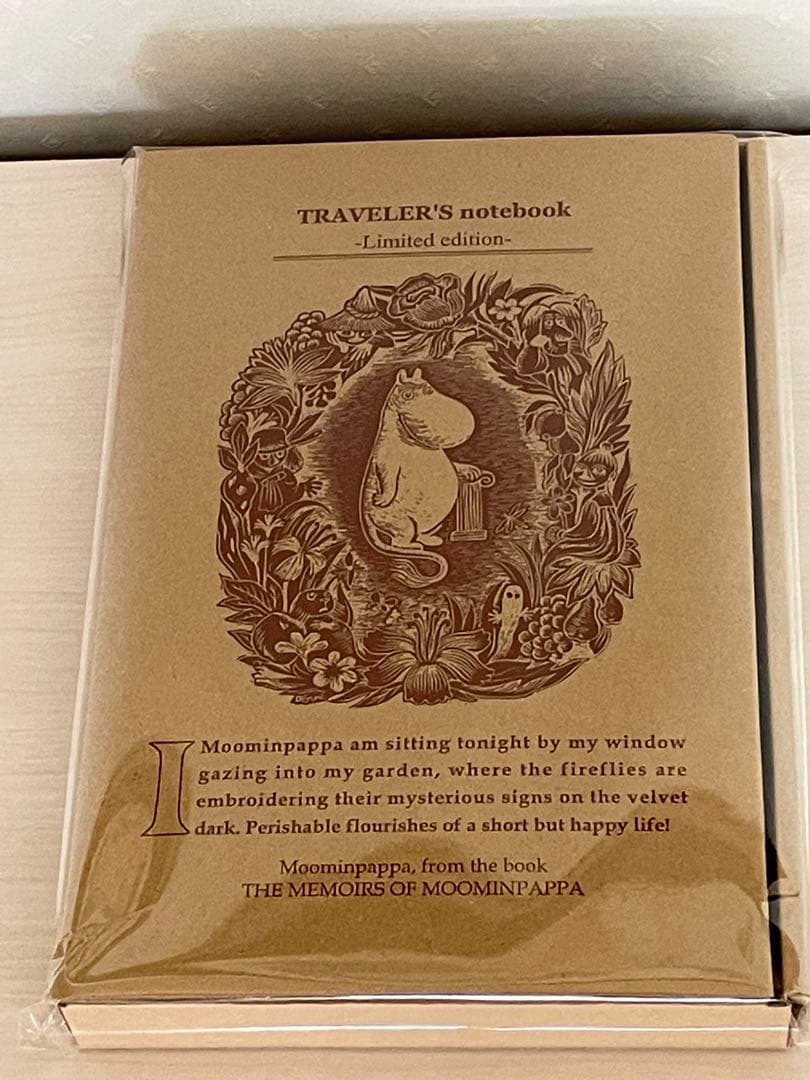 TRAVELER'S notebook
-Limited edition-
I Moominpappa am sitting tonight by my window
gazing into my garden, where the fireflies are
embroidering their mysterious signs on the velvet
dark. Perishable flourishes of a short but happy life!
Moominpappa, from the book
THE MEMOIRS OF MOOMINPAPPA